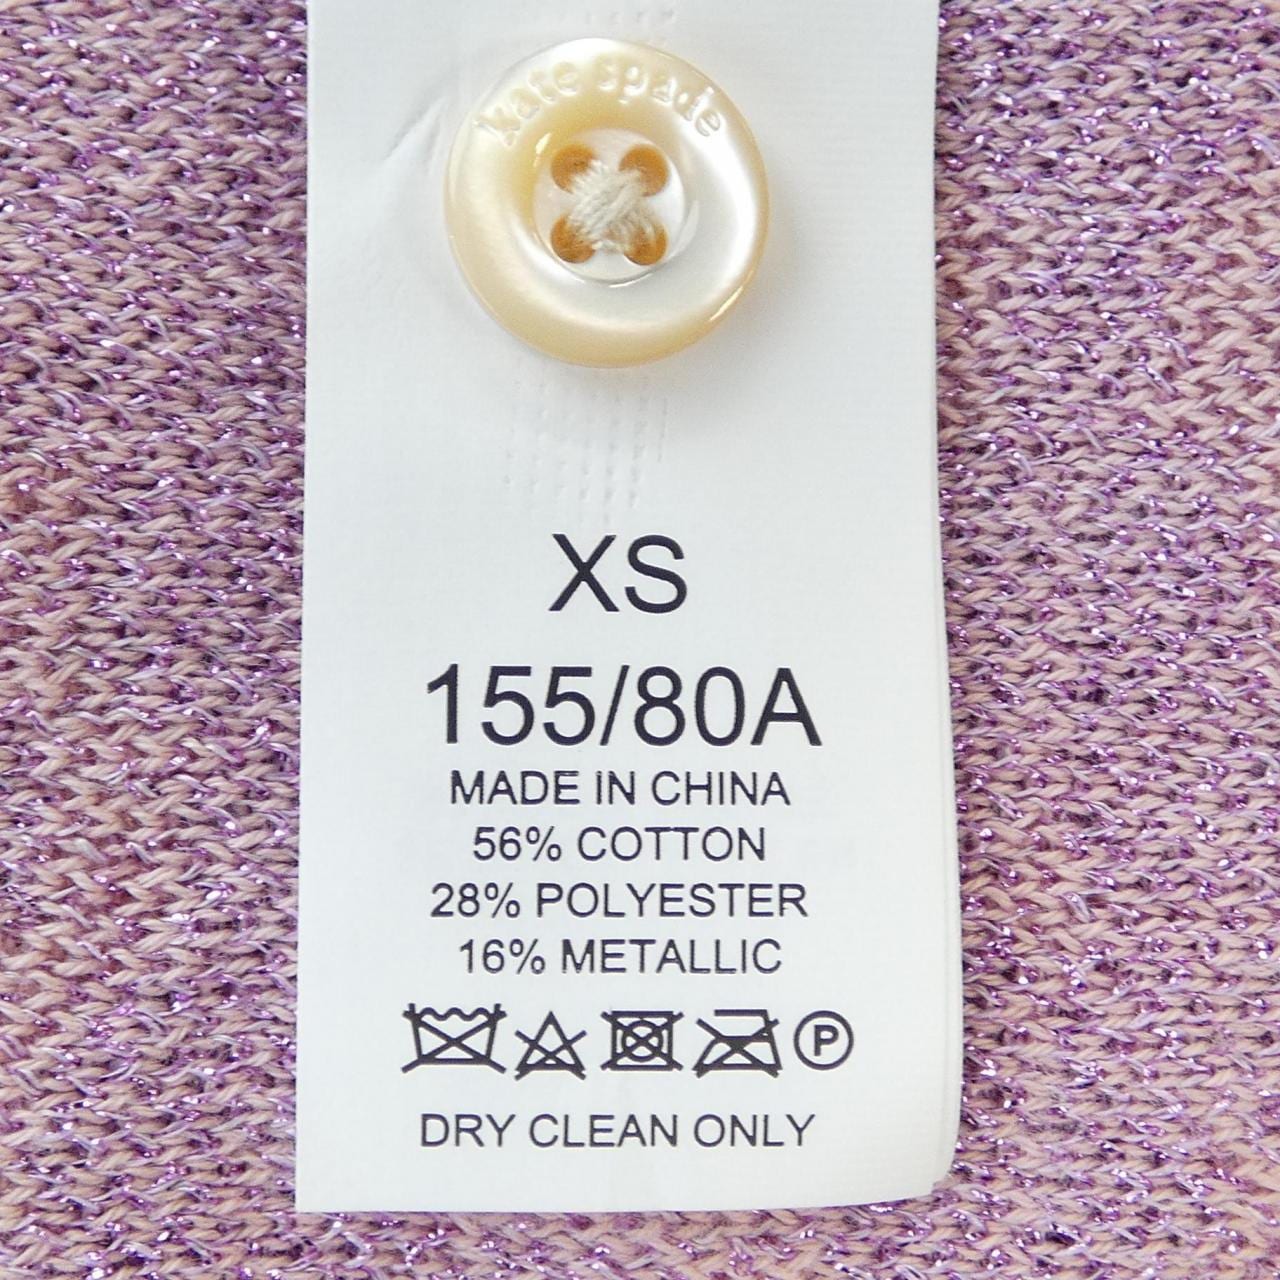 kate spade
XS
155/80A
MADE IN CHINA
56% COTTON
28% POLYESTER
16% METALLIC
P
DRY CLEAN ONLY